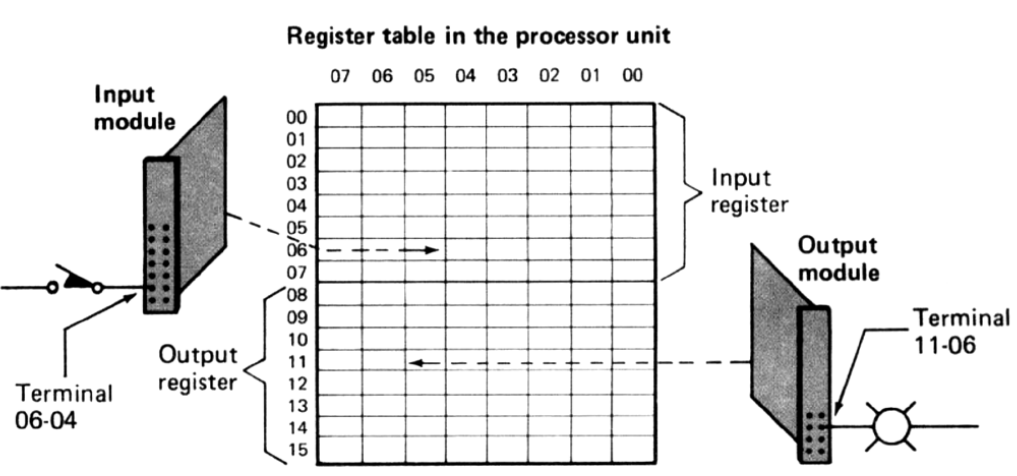 Register table in the processor unit
07 06 05 04 03 02 01 00
Input
module
00
01
02
03
04
05
06
07
08
09
10
11
12
13
14
15
Input
register
Output
module
Terminal
11-06
Output
register
Terminal
06-04